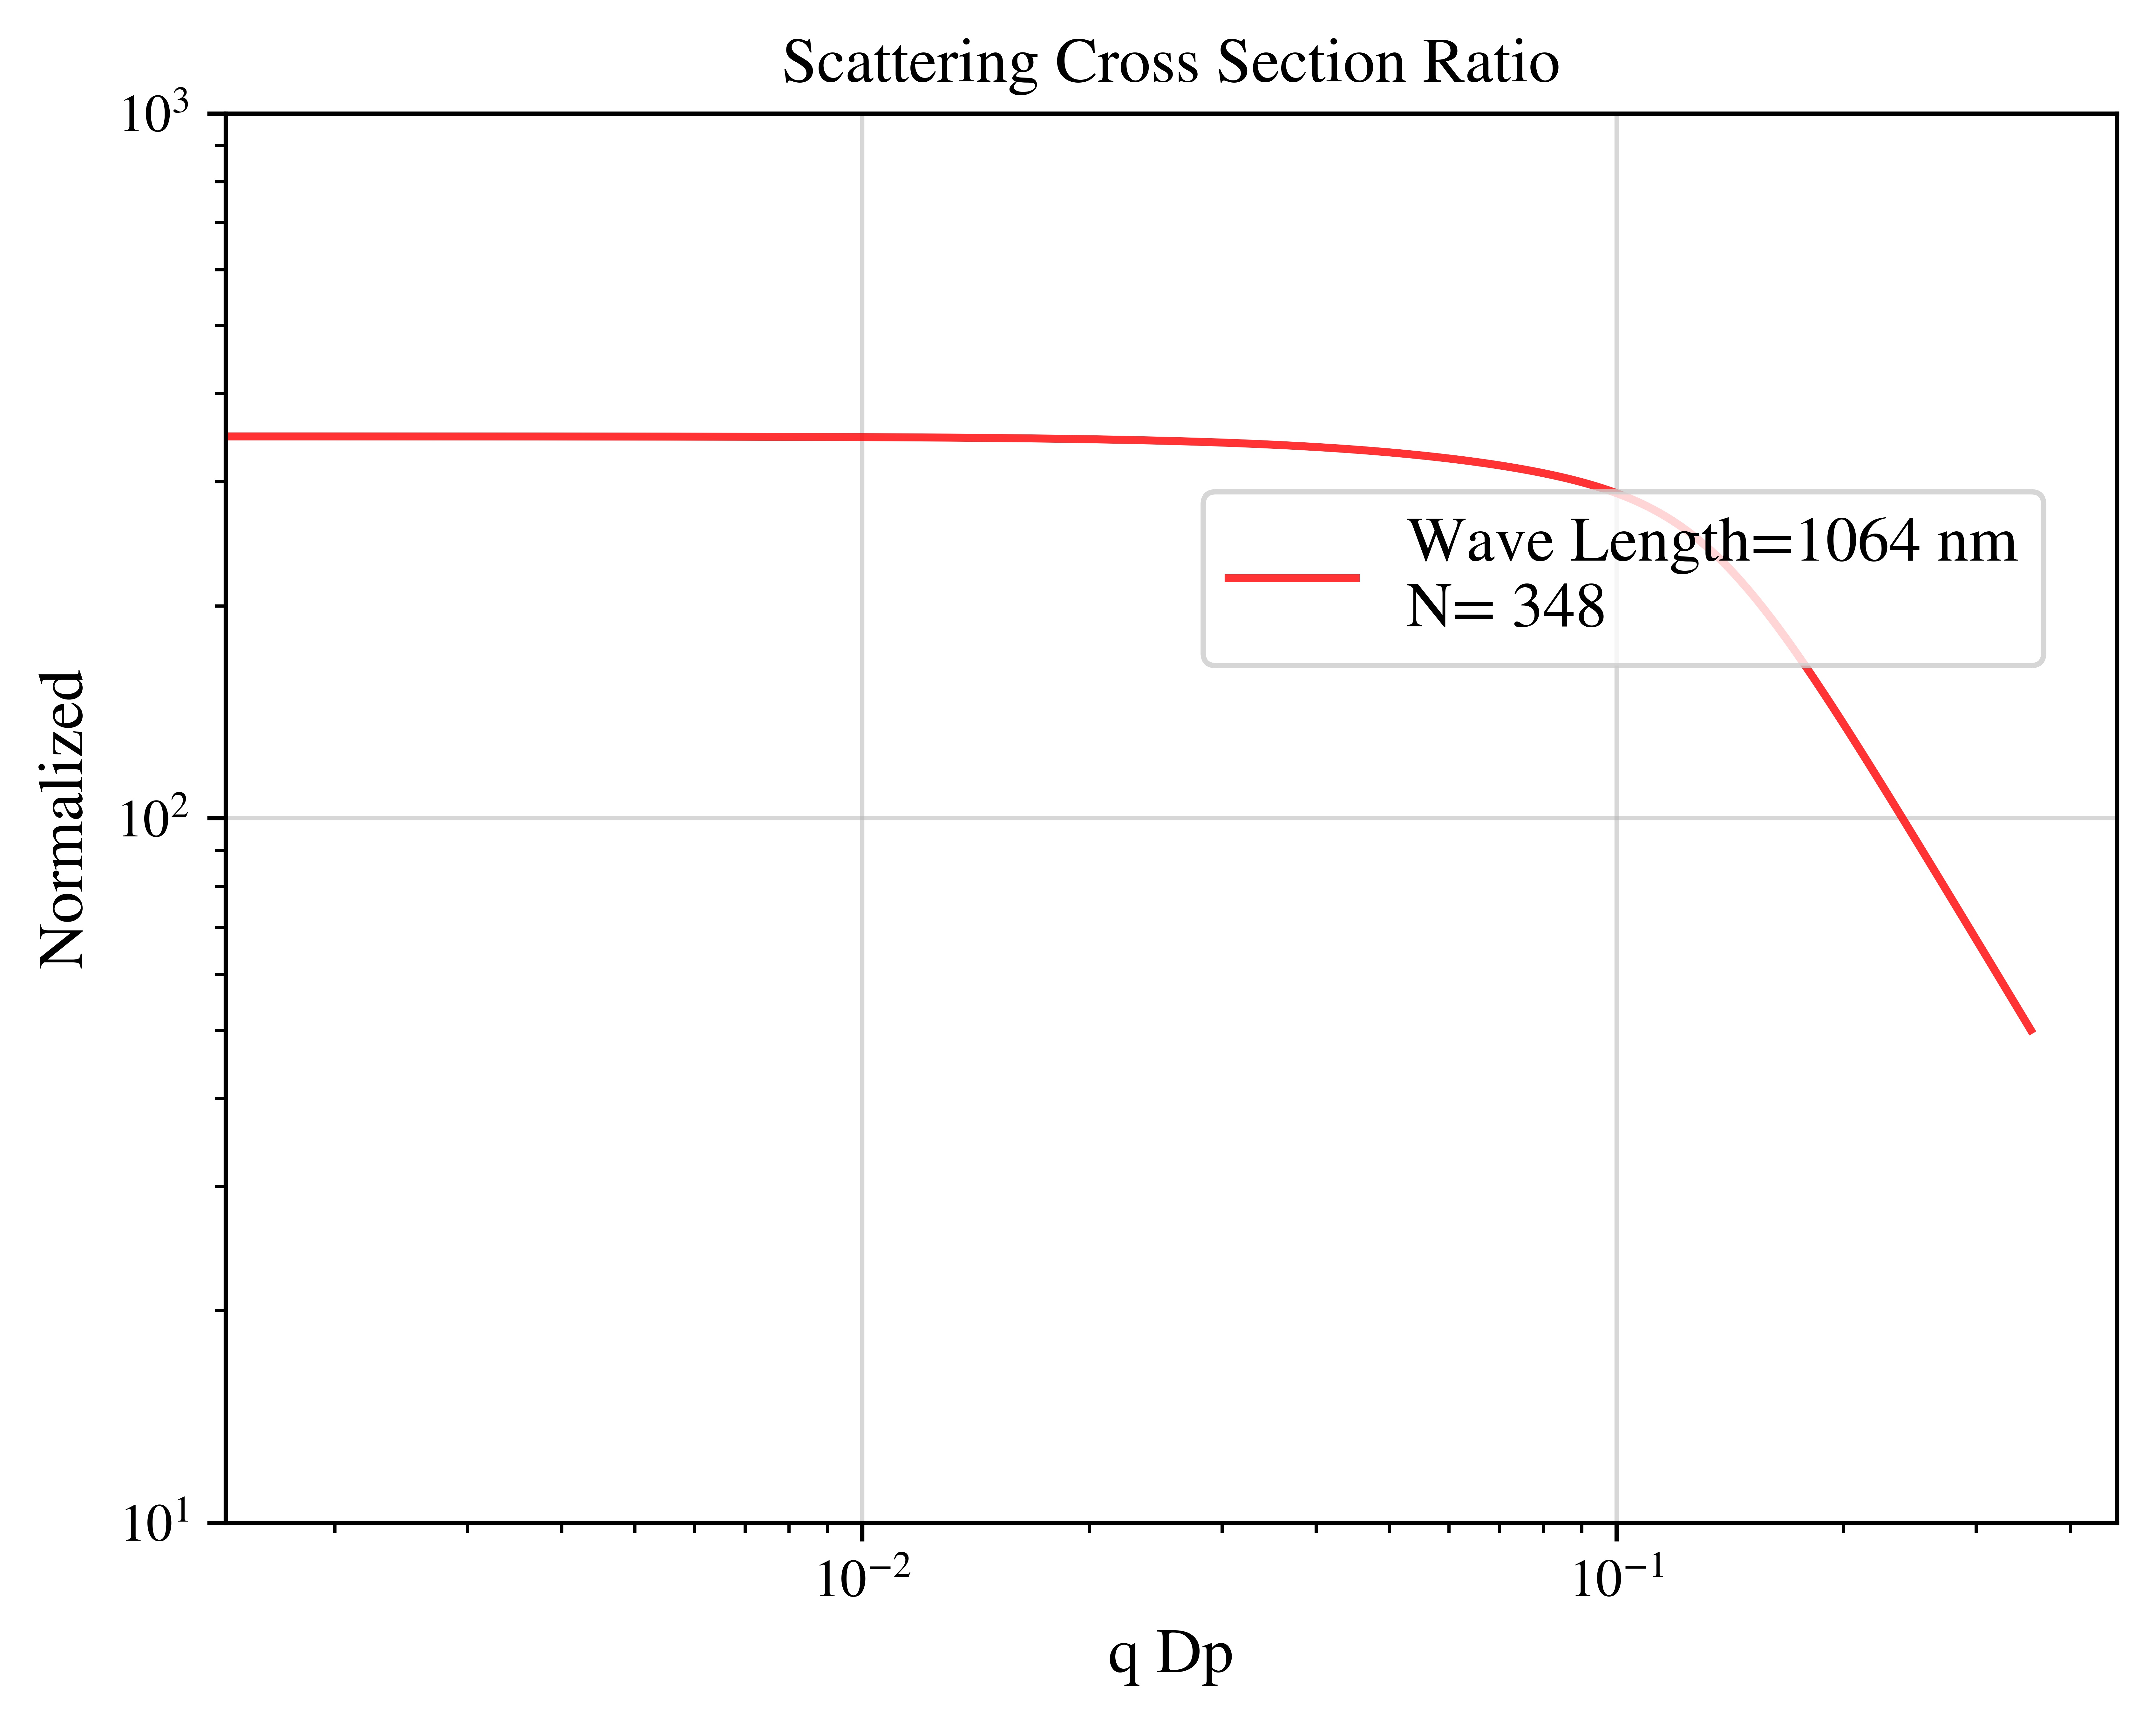 Scattering Cross Section Ratio
10³
10²
10¹
Normalized
Wave Length=1064 nm
N= 348
10⁻² 10⁻¹
q Dp